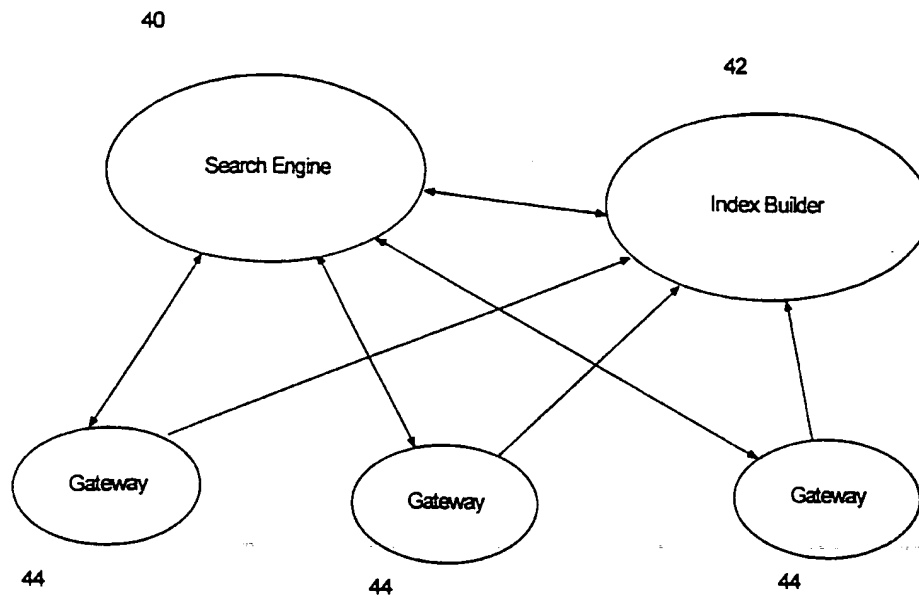 40
42
Search Engine
Index Builder
Gateway
Gateway
Gateway
44
44
44